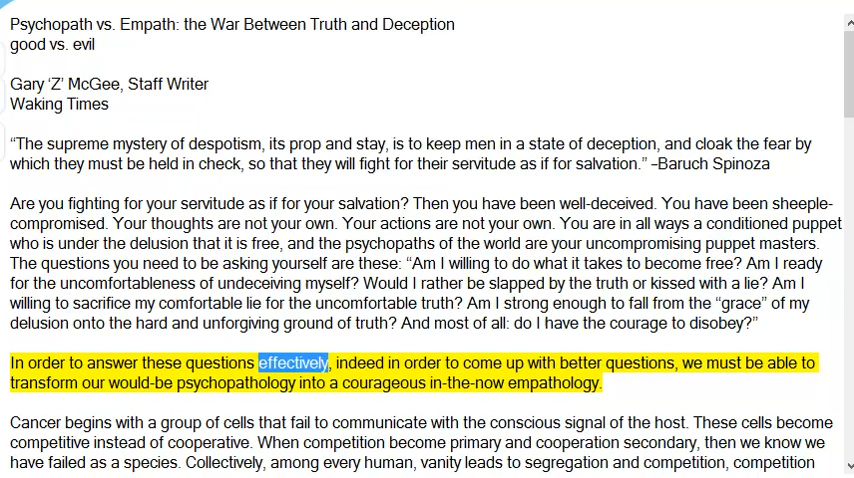 Psychopath vs. Empath: the War Between Truth and Deception
good vs. evil
Gary ‘Z’ McGee, Staff Writer
Waking Times
“The supreme mystery of despotism, its prop and stay, is to keep men in a state of deception, and cloak the fear by
which they must be held in check, so that they will fight for their servitude as if for salvation.” –Baruch Spinoza
Are you fighting for your servitude as if for your salvation? Then you have been well-deceived. You have been sheeple-
compromised. Your thoughts are not your own. Your actions are not your own. You are in all ways a conditioned puppet
who is under the delusion that it is free, and the psychopaths of the world are your uncompromising puppet masters.
The questions you need to be asking yourself are these: “Am I willing to do what it takes to become free? Am I ready
for the uncomfortableness of undeceiving myself? Would I rather be slapped by the truth or kissed with a lie? Am I
willing to sacrifice my comfortable lie for the uncomfortable truth? Am I strong enough to fall from the “grace” of my
delusion onto the hard and unforgiving ground of truth? And most of all: do I have the courage to disobey?”
In order to answer these questions effectively, indeed in order to come up with better questions, we must be able to
transform our would-be psychopathology into a courageous in-the-now empathology.
Cancer begins with a group of cells that fail to communicate with the conscious signal of the host. These cells become
competitive instead of cooperative. When competition become primary and cooperation secondary, then we know we
have failed as a species. Collectively, among every human, vanity leads to segregation and competition, competition